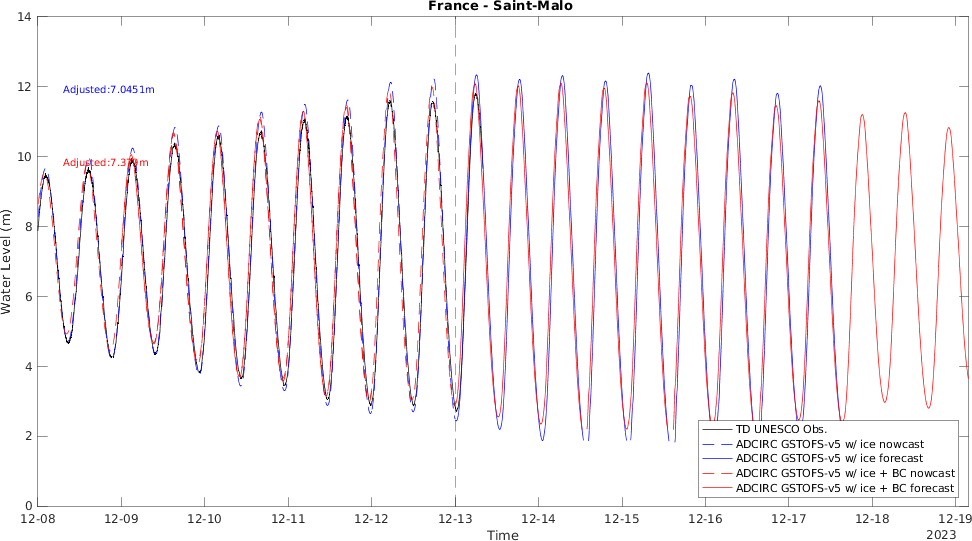 France - Saint-Malo
14
12
10
8
6
4
2
0
Water Level (m)
Adjusted:7.0451m
TD UNESCO Obs.
ADCIRC GSTOFS-v5 w/ ice nowcast
ADCIRC GSTOFS-v5 w/ ice forecast
ADCIRC GSTOFS-v5 w/ ice + BC nowcast
ADCIRC GSTOFS-v5 w/ ice + BC forecast
12-08 12-09 12-10 12-11 12-12 12-13 12-14 12-15 12-16 12-17 12-18 12-19
Time
2023